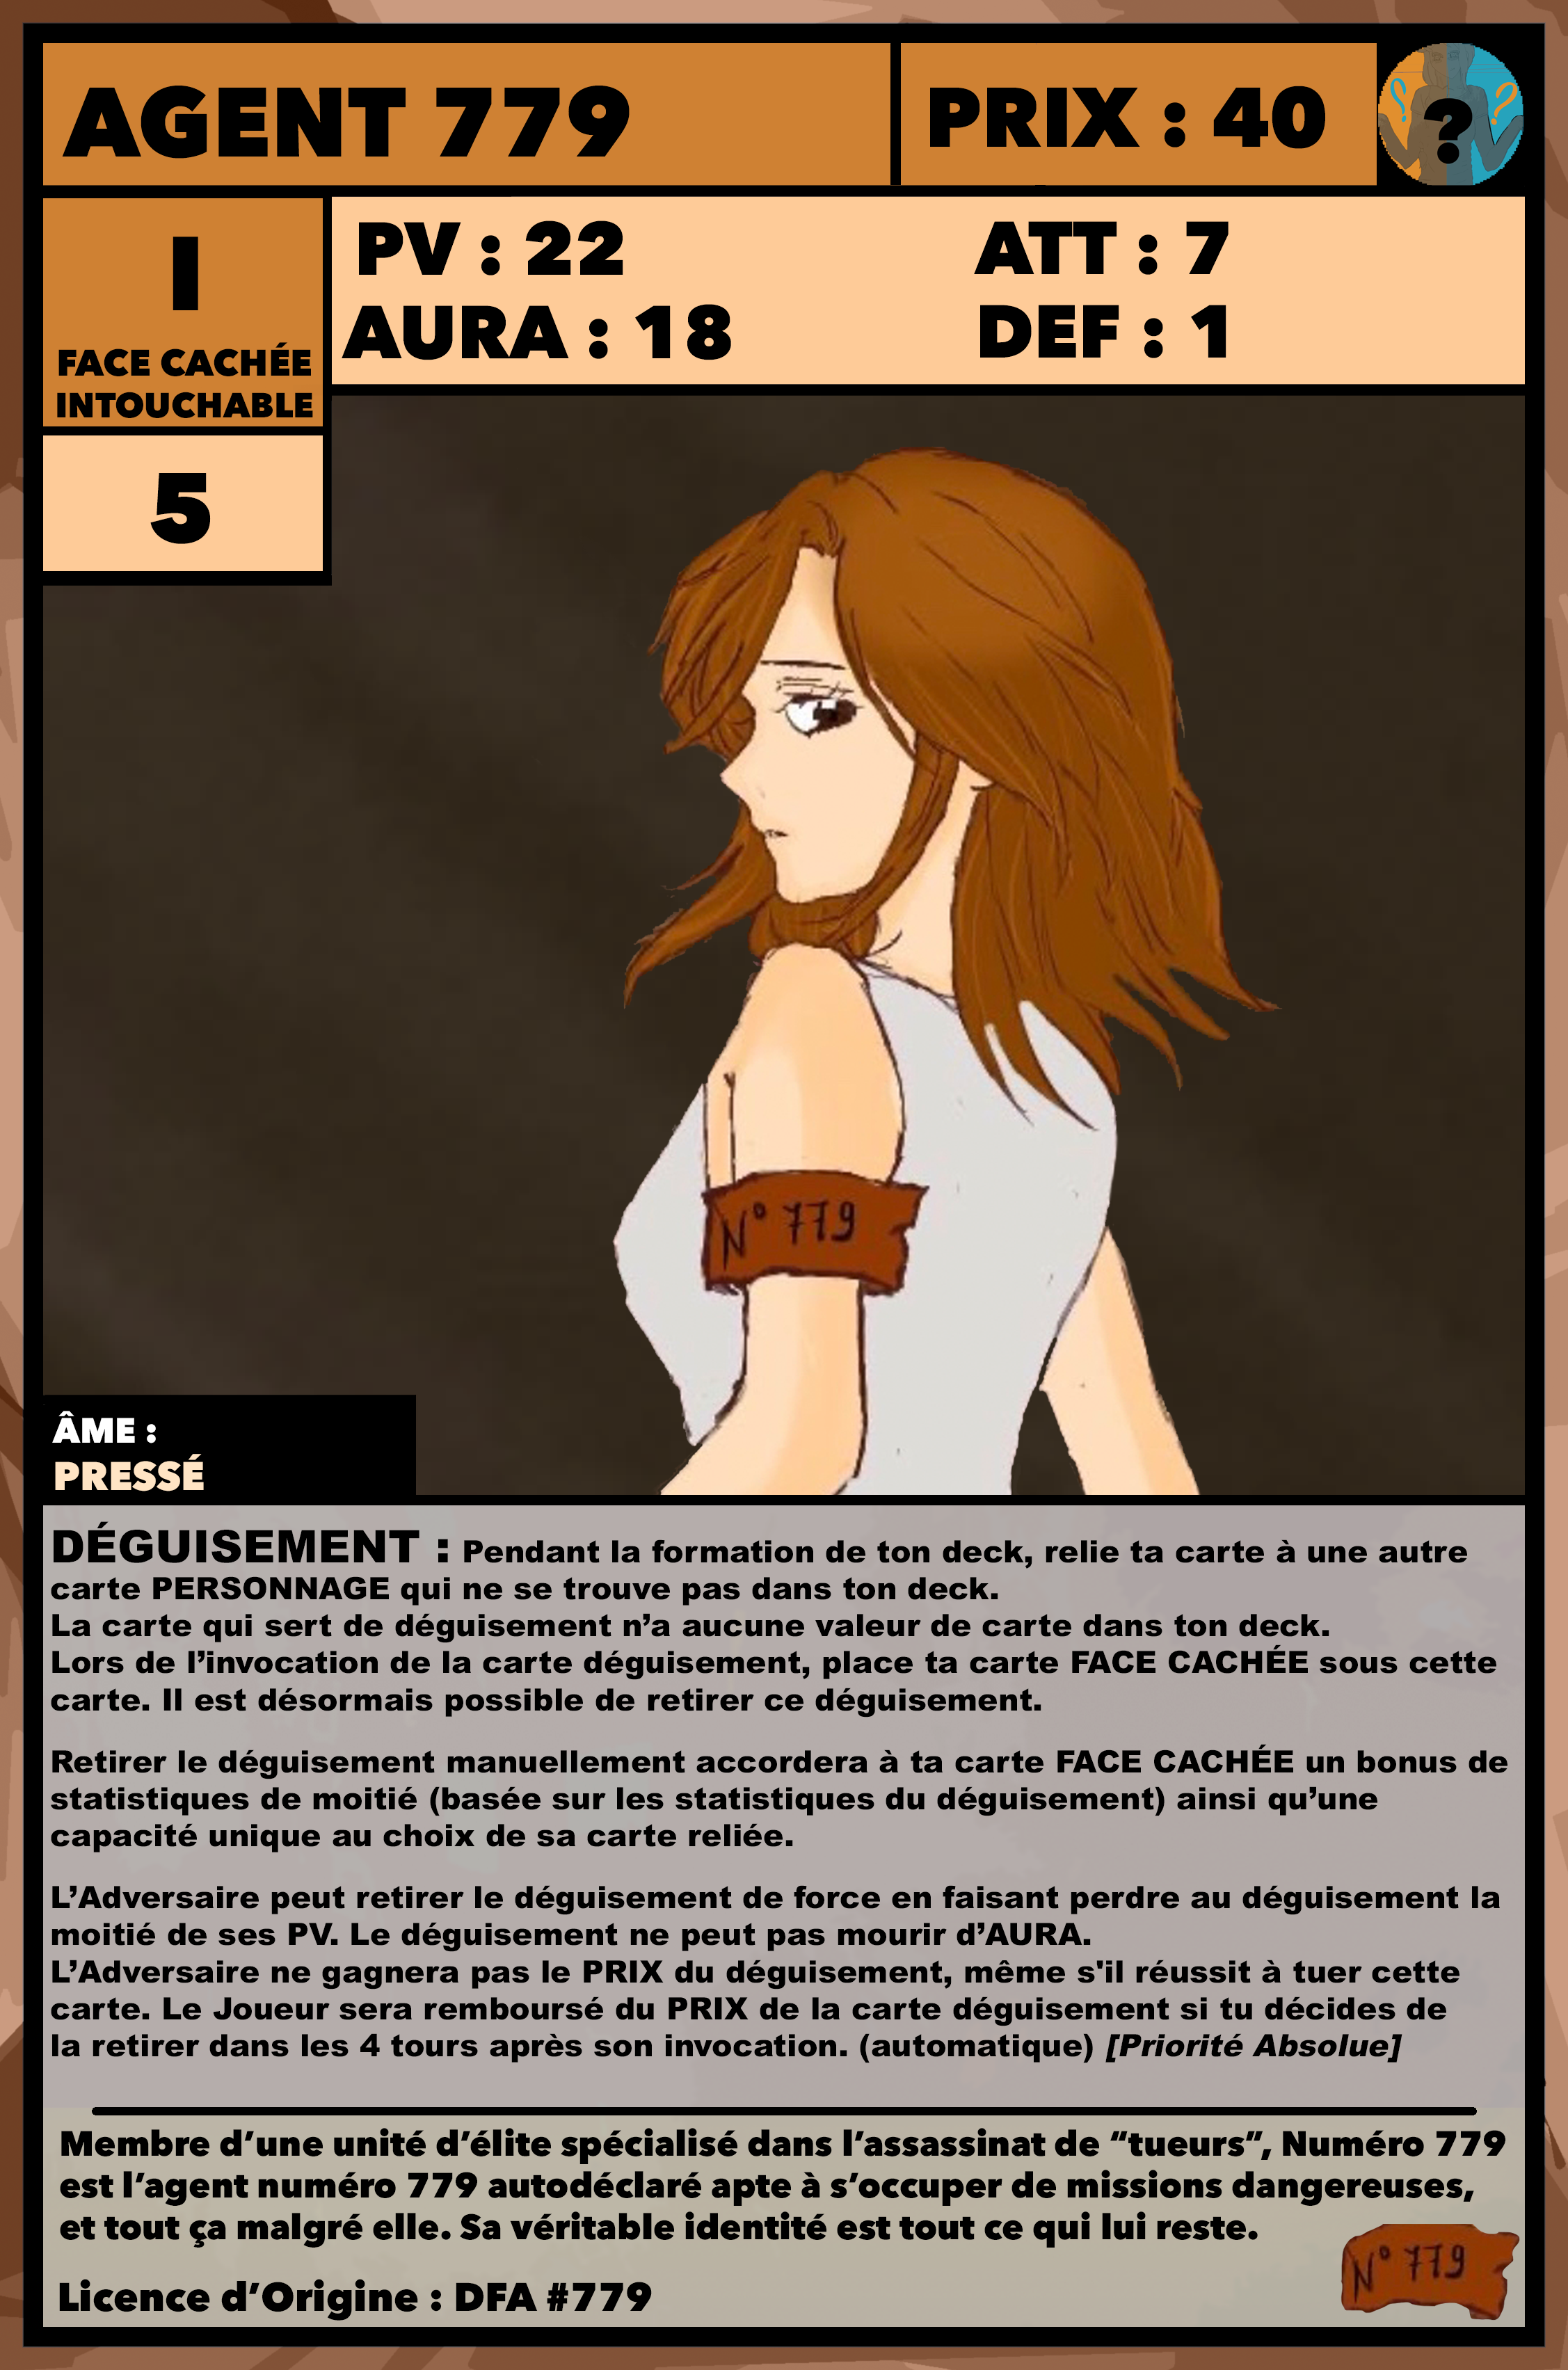 AGENT 779
PRIX : 40
?
I
FACE CACHÉE
INTOUCHABLE
5
PV : 22
ATT : 7
AURA : 18
DEF : 1
N° 779
ÂME :
PRESSÉ
DÉGUISEMENT : Pendant la formation de ton deck, relie ta carte à une autre
carte PERSONNAGE qui ne se trouve pas dans ton deck.
La carte qui sert de déguisement n’a aucune valeur de carte dans ton deck.
Lors de l’invocation de la carte déguisement, place ta carte FACE CACHÉE sous cette
carte. Il est désormais possible de retirer ce déguisement.
Retirer le déguisement manuellement accordera à ta carte FACE CACHÉE un bonus de
statistiques de moitié (basée sur les statistiques du déguisement) ainsi qu’une
capacité unique au choix de sa carte reliée.
L’Adversaire peut retirer le déguisement de force en faisant perdre au déguisement la
moitié de ses PV. Le déguisement ne peut pas mourir d’AURA.
L’Adversaire ne gagnera pas le PRIX du déguisement, même s'il réussit à tuer cette
carte. Le Joueur sera remboursé du PRIX de la carte déguisement si tu décides de
la retirer dans les 4 tours après son invocation. (automatique) [Priorité Absolue]
Membre d’une unité d’élite spécialisé dans l’assassinat de “tueurs”, Numéro 779
est l’agent numéro 779 autodéclaré apte à s’occuper de missions dangereuses,
et tout ça malgré elle. Sa véritable identité est tout ce qui lui reste.
Licence d’Origine : DFA #779
N° 779